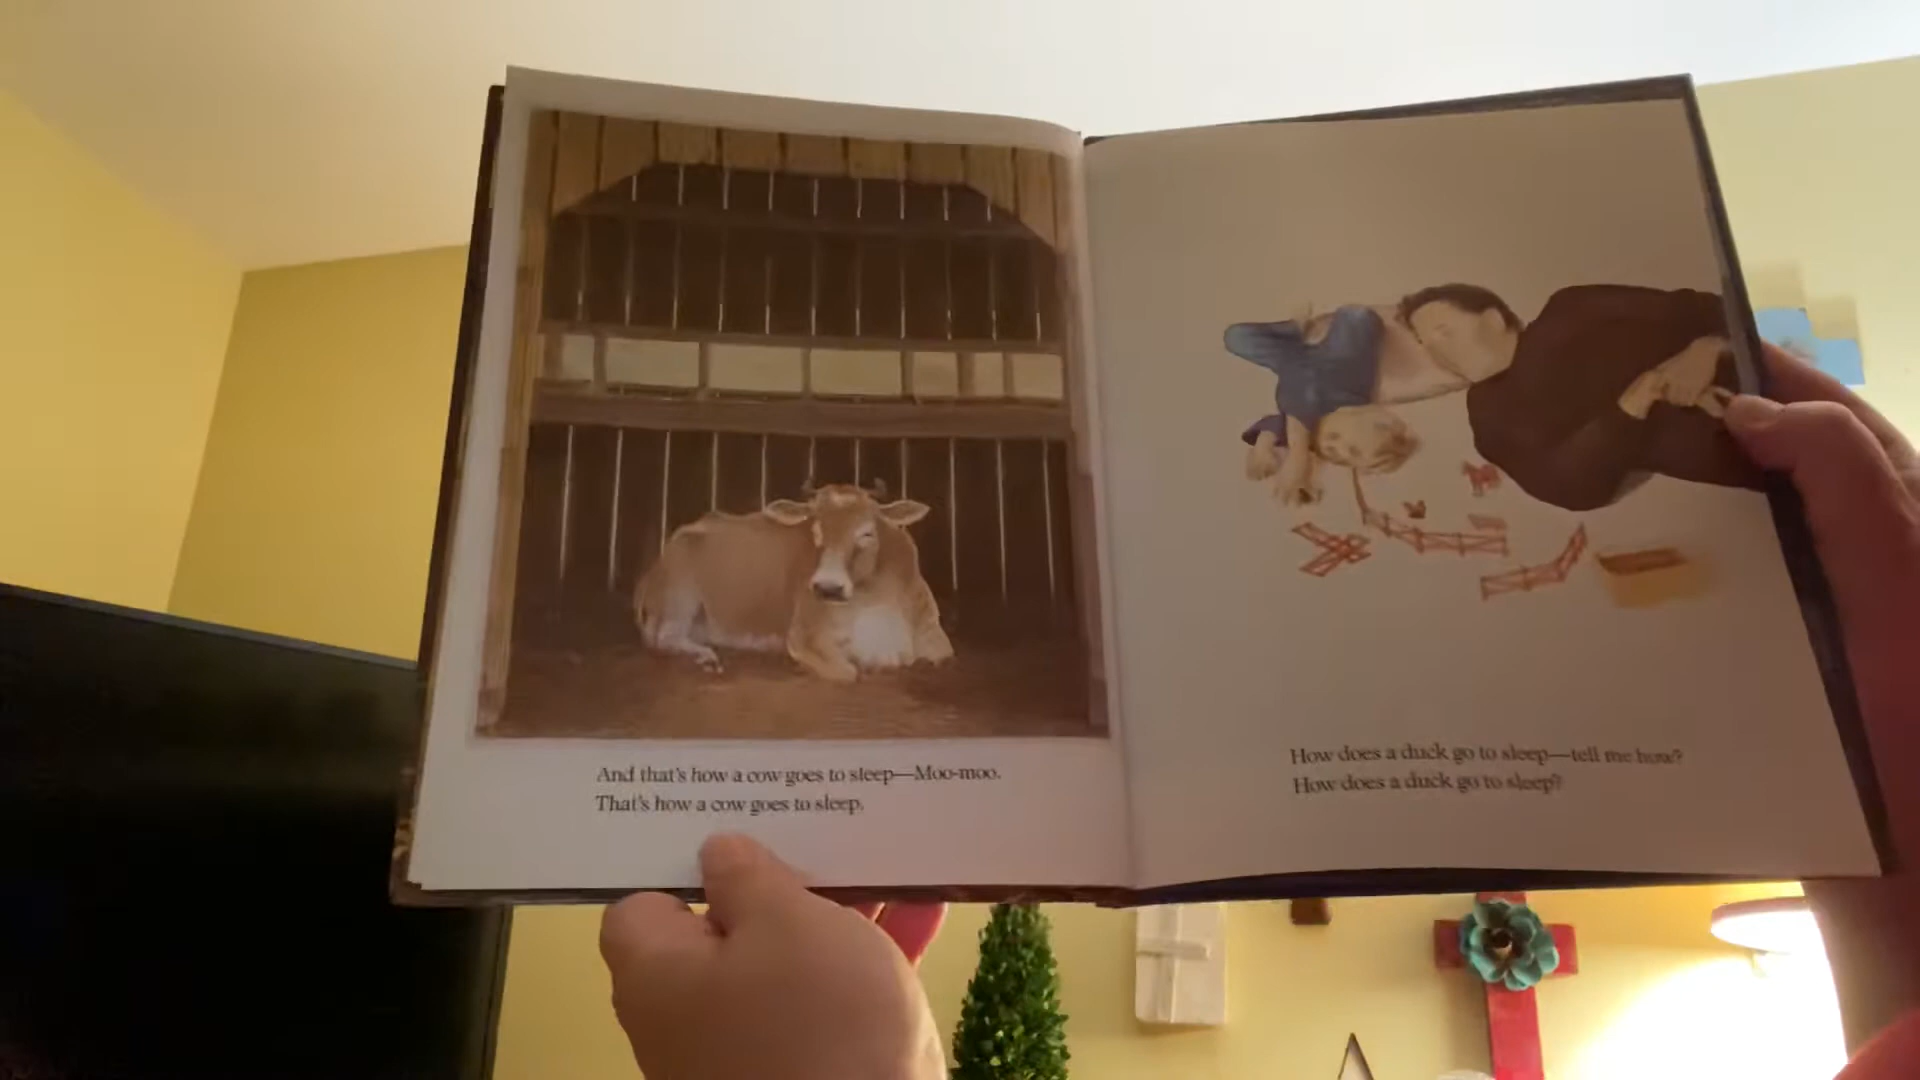 And that's how a cow goes to sleep—Moo-moo.
That's how a cow goes to sleep.
How does a duck go to sleep—tell me how?
How does a duck go to sleep?